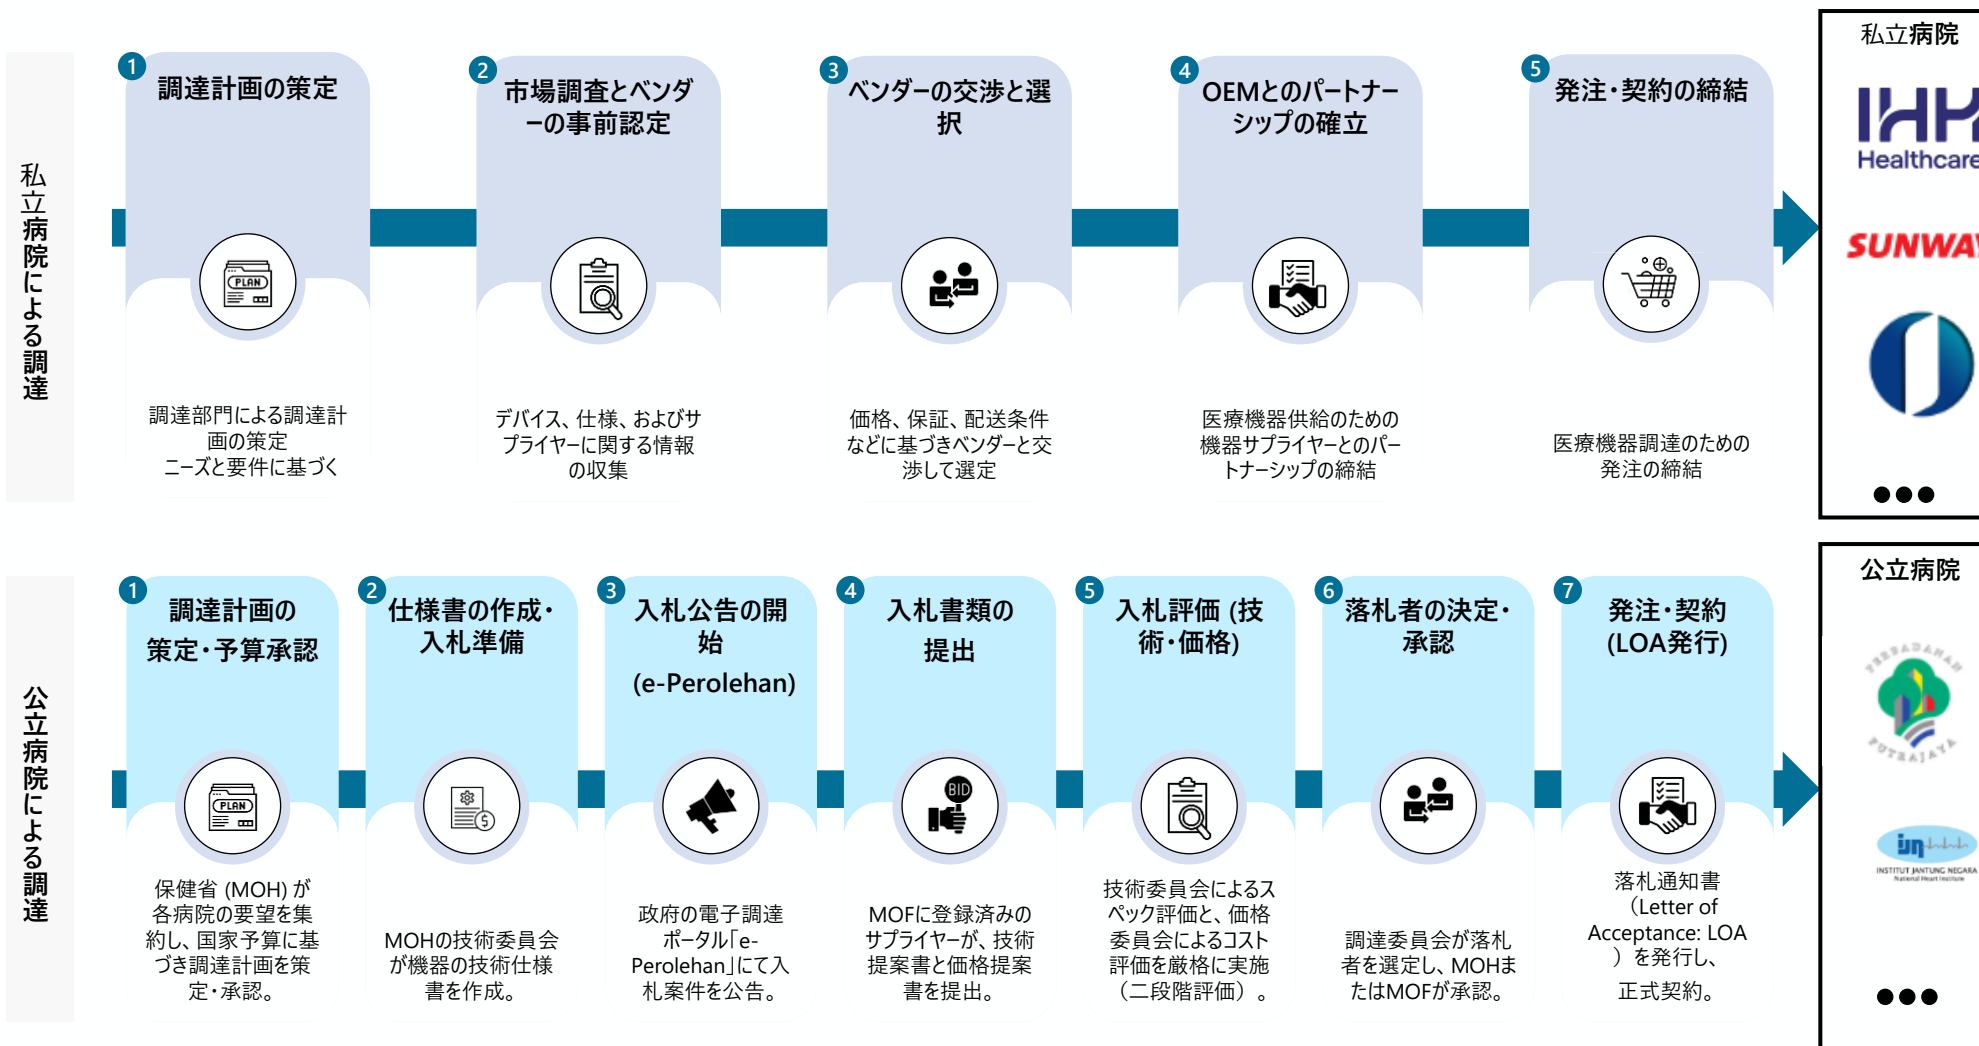 私立病院による調達
1
調達計画の策定
PLAN
調達部門による調達計
画の策定
ニーズと要件に基づく
2
市場調査とベンダ
ーの事前認定
デバイス、仕様、およびサ
プライヤーに関する情報
の収集
3
ベンダーの交渉と選
択
価格、保証、配送条件
などに基づきベンダーと交
渉して選定
4
OEMとのパートナー
シップの確立
医療機器供給のための
機器サプライヤーとのパー
トナーシップの締結
5
発注・契約の締結
医療機器調達のための
発注の締結
私立病院
IHH
Healthcare
SUNWAY
公立病院による調達
1
調達計画の
策定・予算承認
PLAN
保健省 (MOH) が
各病院の要望を集
約し、国家予算に基
づき調達計画を策
定・承認。
2
仕様書の作成・
入札準備
MOHの技術委員会
が機器の技術仕様
書を作成。
3
入札公告の開
始
(e-Perolehan)
政府の電子調達
ポータル「e-
Perolehan」にて入
札案件を公告。
4
入札書類の
提出
BID
MOFに登録済みの
サプライヤーが、技術
提案書と価格提案
書を提出。
5
入札評価 (技
術・価格)
技術委員会によるス
ペック評価と、価格
委員会によるコスト
評価を厳格に実施
（二段階評価）。
6
落札者の決定・
承認
調達委員会が落札
者を選定し、MOHま
たはMOFが承認。
7
発注・契約
(LOA発行)
落札通知書
（Letter of
Acceptance: LOA
）を発行し、
正式契約。
公立病院
PERBADANAN
PUTRAJAYA
ijn
INSTITUT JANTUNG NEGARA
National Heart Institute